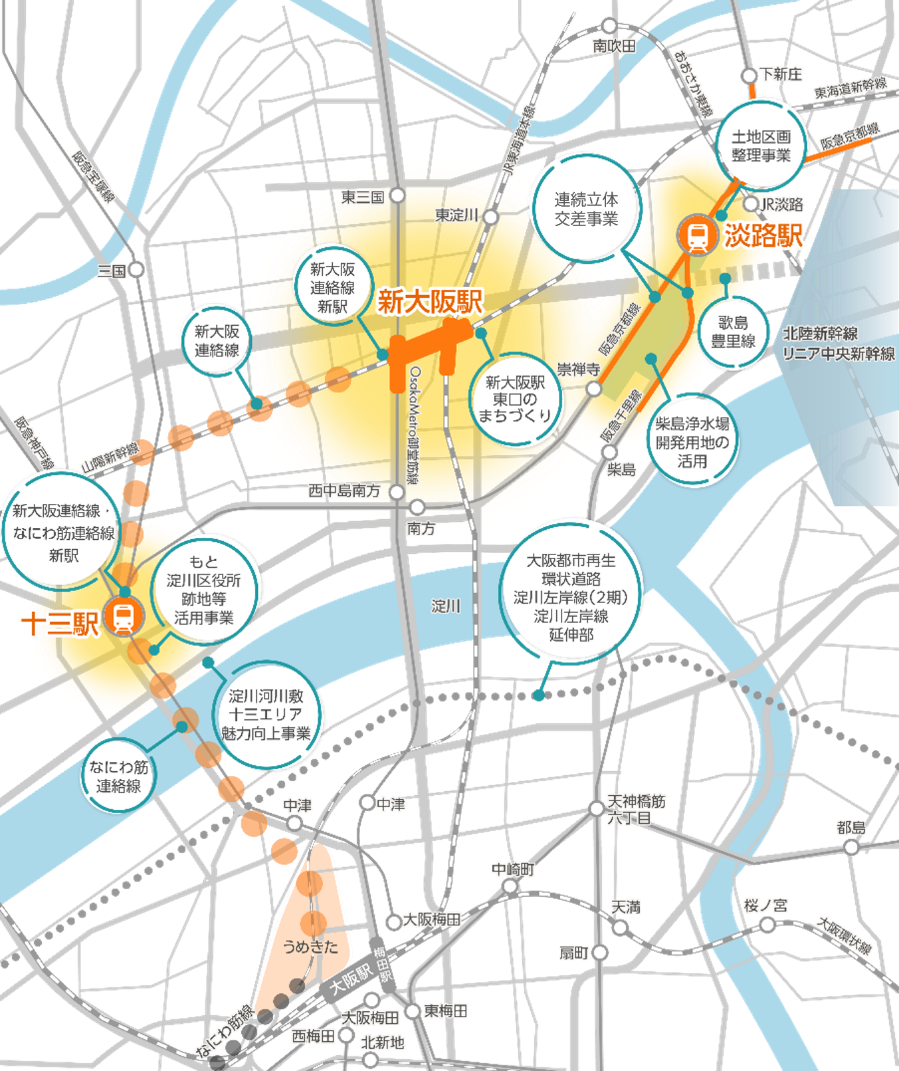 南吹田
おおさか東線
下新庄
東海道新幹線
阪急京都線
土地区画
整理事業
JR東海道本線
阪急宝塚線
東三国
東淀川
連続立体
交差事業
JR淡路
淡路駅
三国
新大阪
連絡線
新駅
新大阪駅
新大阪
連絡線
阪急京都線
歌島
豊里線
北陸新幹線
リニア中央新幹線
崇禅寺
新大阪駅
東口の
まちづくり
OsakaMetro御堂筋線
阪急千里線
柴島浄水場
開発用地の
活用
柴島
阪急神戸線
山陽新幹線
西中島南方
南方
新大阪連絡線・
なにわ筋連絡線
新駅
もと
淀川区役所
跡地等
活用事業
十三駅
淀川
大阪都市再生
環状道路
淀川左岸線(2期)
淀川左岸線
延伸部
淀川河川敷
十三エリア
魅力向上事業
なにわ筋
連絡線
中津
中津
天神橋筋
六丁目
都島
中崎町
大阪梅田
天満
桜ノ宮
大阪環状線
うめきた
扇町
梅田駅
大阪駅
なにわ筋線
大阪梅田
東梅田
西梅田
北新地